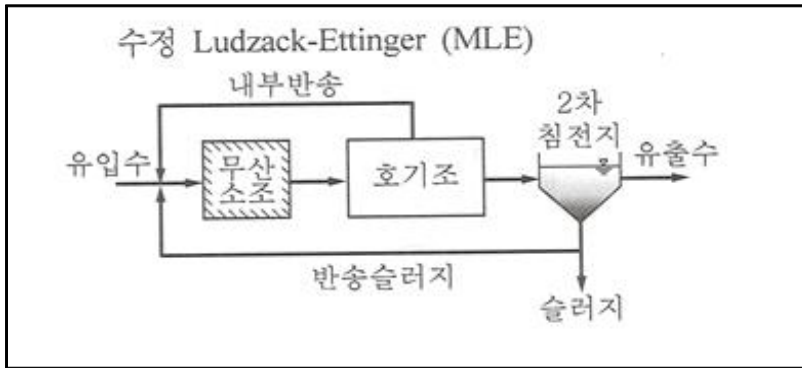 수정 Ludzack-Ettinger (MLE)
내부반송
2차
침전지
유입수
무산
소조
호기조
유출수
반송슬러지
슬러지